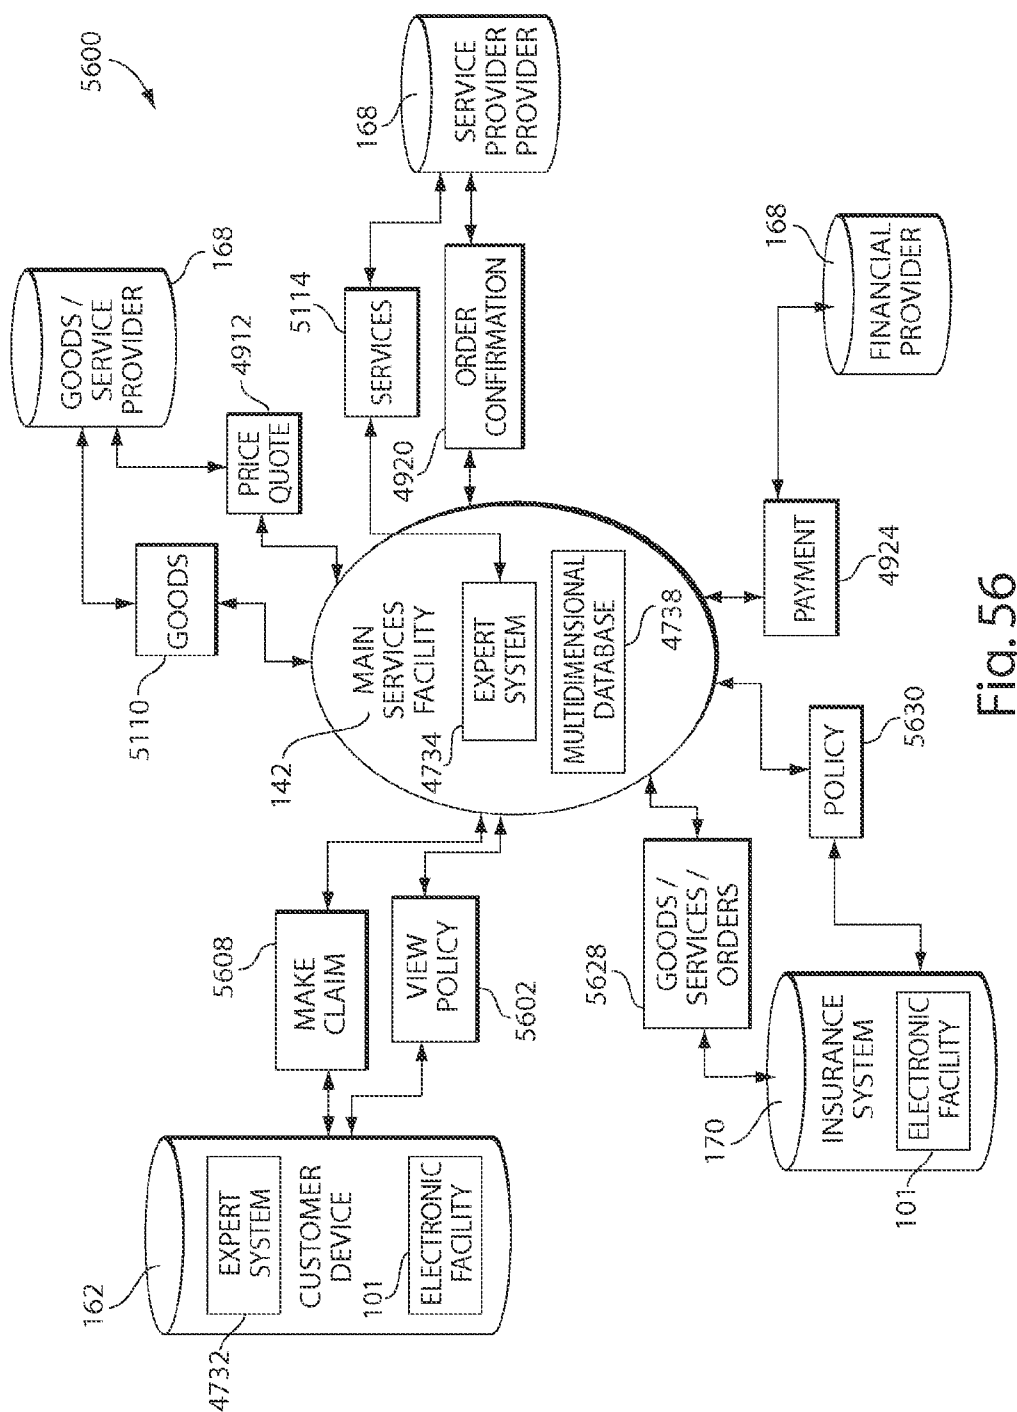 5600
162
EXPERT
SYSTEM
4732
CUSTOMER
DEVICE
101
ELECTRONIC
FACILITY
5608
MAKE
CLAIM
VIEW
POLICY
5602
5110
GOODS
GOODS /
SERVICE
PROVIDER
168
PRICE
QUOTE
4912
142
MAIN
SERVICES
FACILITY
4734
EXPERT
SYSTEM
MULTIDIMENSIONAL
DATABASE
4738
5114
SERVICES
4920
ORDER
CONFIRMATION
168
SERVICE
PROVIDER
PROVIDER
5628
GOODS /
SERVICES /
ORDERS
170
INSURANCE
SYSTEM
101
ELECTRONIC
FACILITY
POLICY
5630
PAYMENT
4924
168
FINANCIAL
PROVIDER
Fig. 56